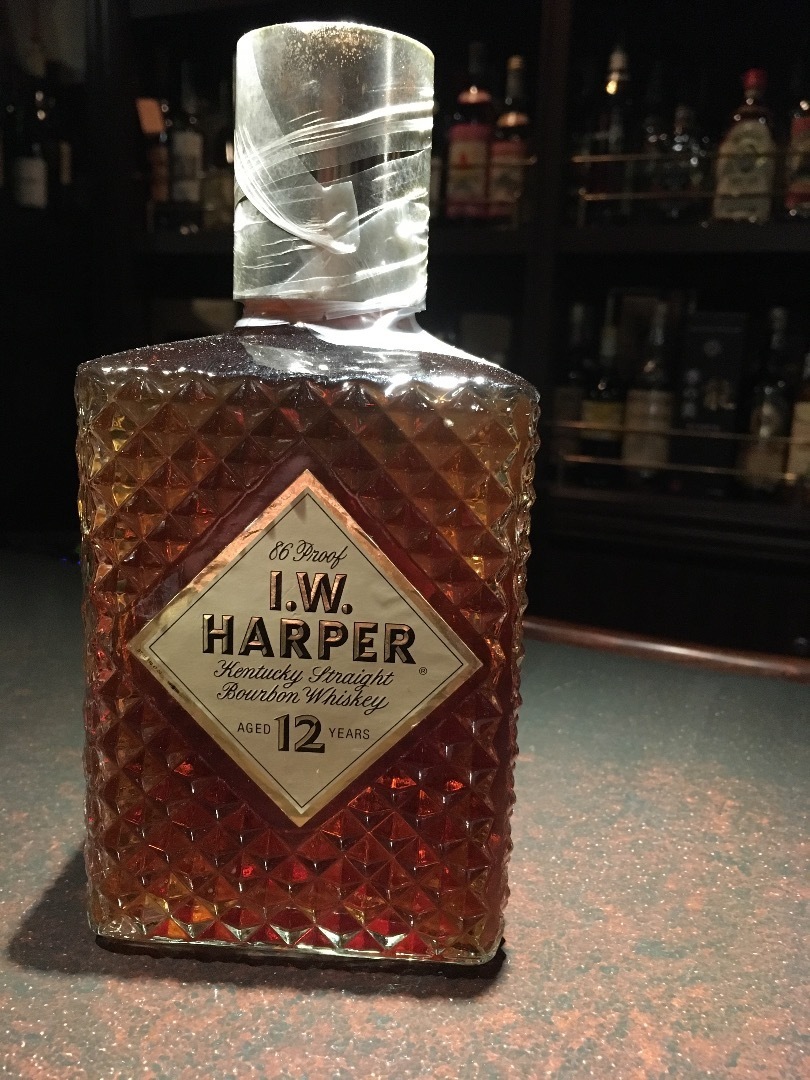 86 Proof
I.W.
HARPER
®
Kentucky Straight
Bourbon Whiskey
AGED 12 YEARS